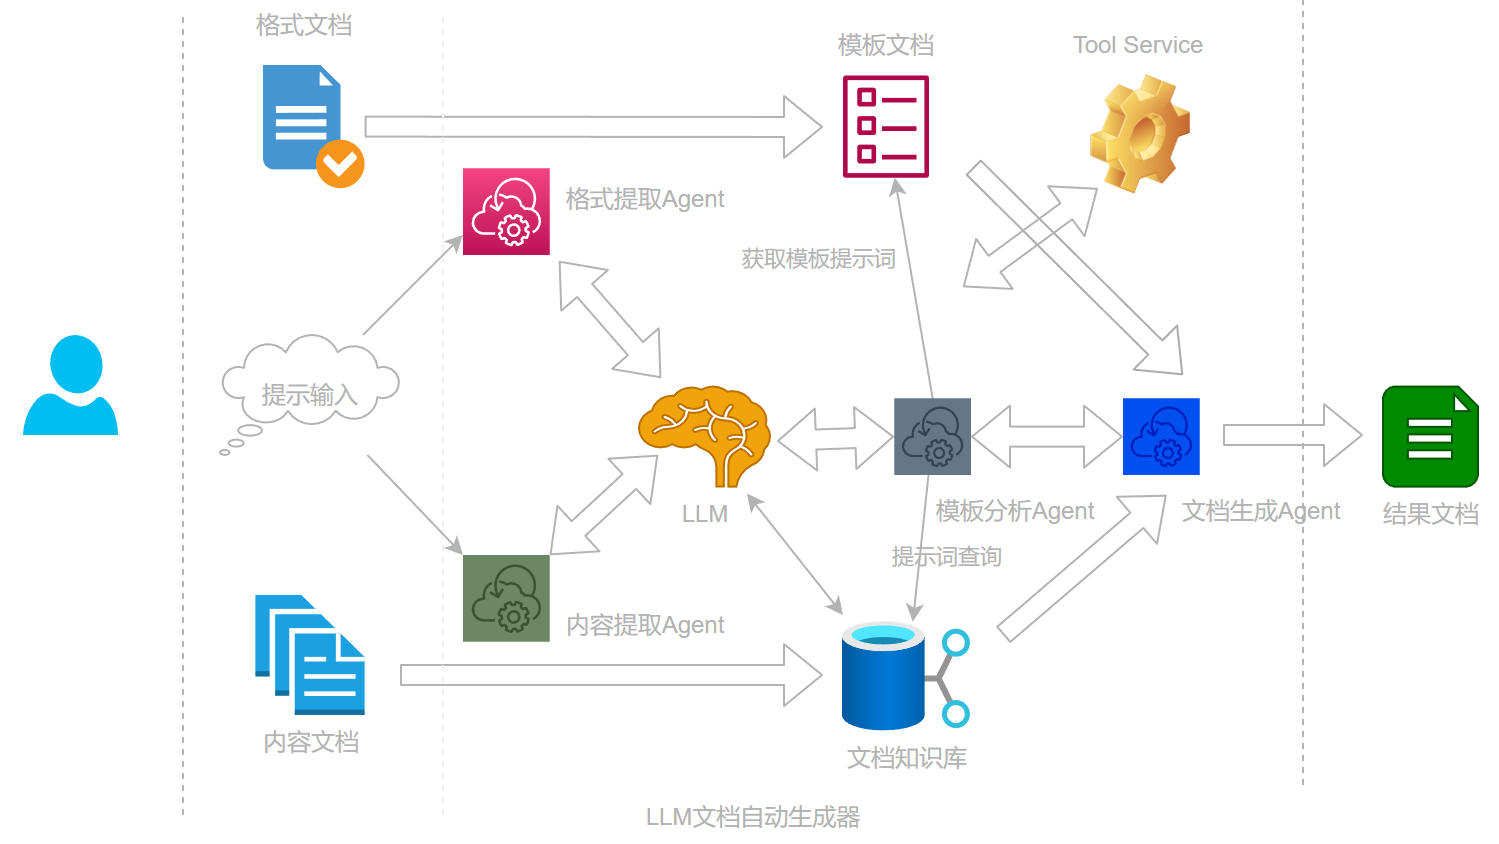 格式文档
模板文档
Tool Service
格式提取Agent
获取模板提示词
提示输入
LLM
模板分析Agent
文档生成Agent
结果文档
提示词查询
内容提取Agent
内容文档
文档知识库
LLM文档自动生成器